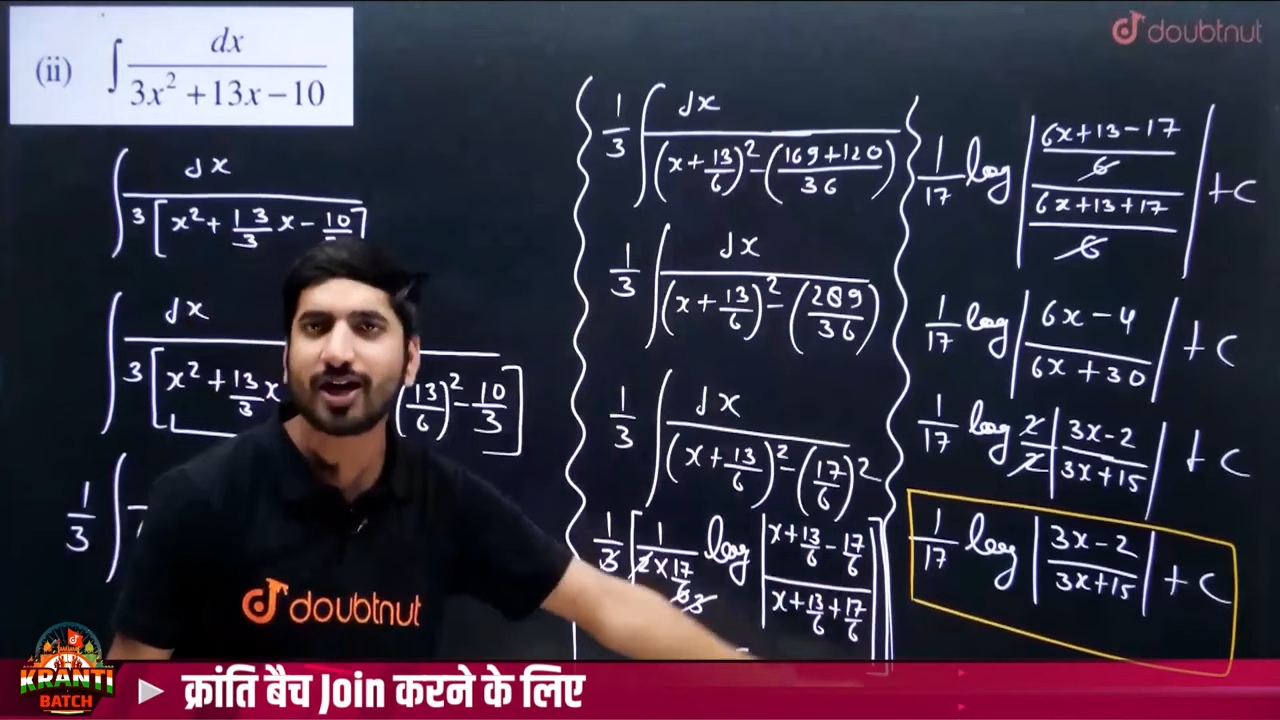 (ii) ∫ dx / 3x² +13x −10
doubtnut
∫ dx / 3[x² + 13/3 x − 10/
∫ dx / 3[x² + 13/3 x (13/6)² − 10/3]
1/3 ∫
1/3 ∫ dx / (x + 13/6)² − (169+120/36)
1/3 ∫ dx / (x + 13/6)² − (289/36)
1/3 ∫ dx / (x + 13/6)² − (17/6)²
1/3 [1/2×17/6 3 log |x+13/6 − 17/6 / x+13/6 + 17/6|]
1/17 log |6x+13−17/6 / 6x+13+17/6| + C
1/17 log |6x − 4 / 6x + 30| + C
1/17 log 2/2 |3x−2 / 3x+15| + C
1/17 log |3x−2 / 3x+15| + C
doubtnut
KRANTI
BATCH
क्रांति बैच Join करने के लिए